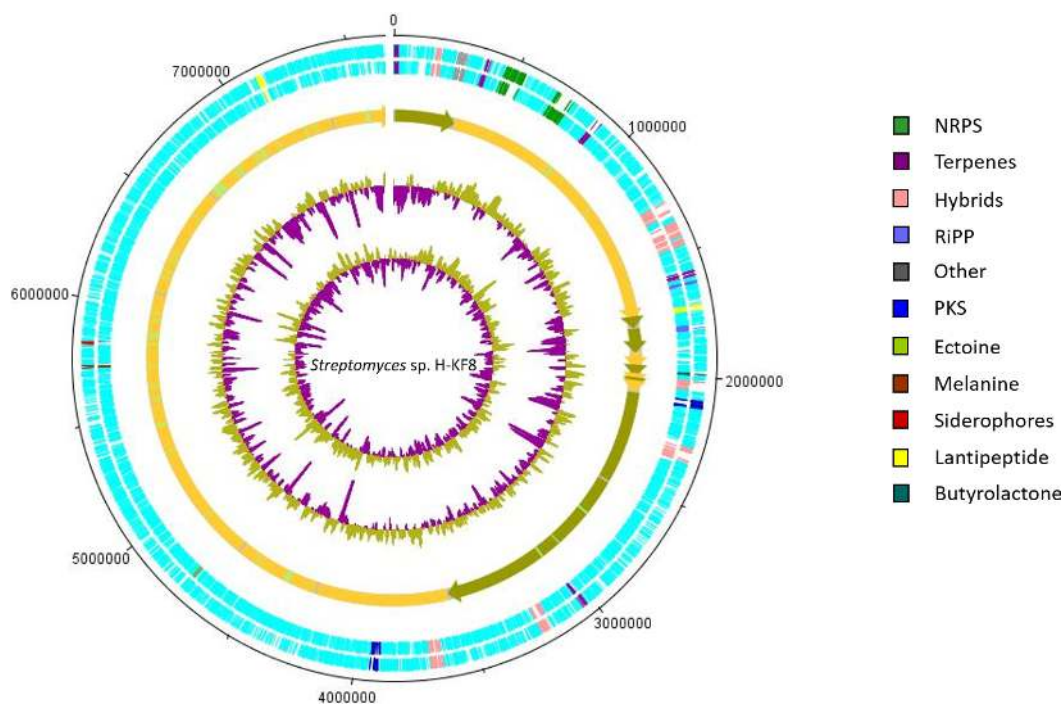 0
7000000
1000000
6000000
Streptomyces sp. H-KF8
2000000
5000000
3000000
4000000
NRPS
Terpenes
Hybrids
RiPP
Other
PKS
Ectoine
Melanine
Siderophores
Lantipeptide
Butyrolactone